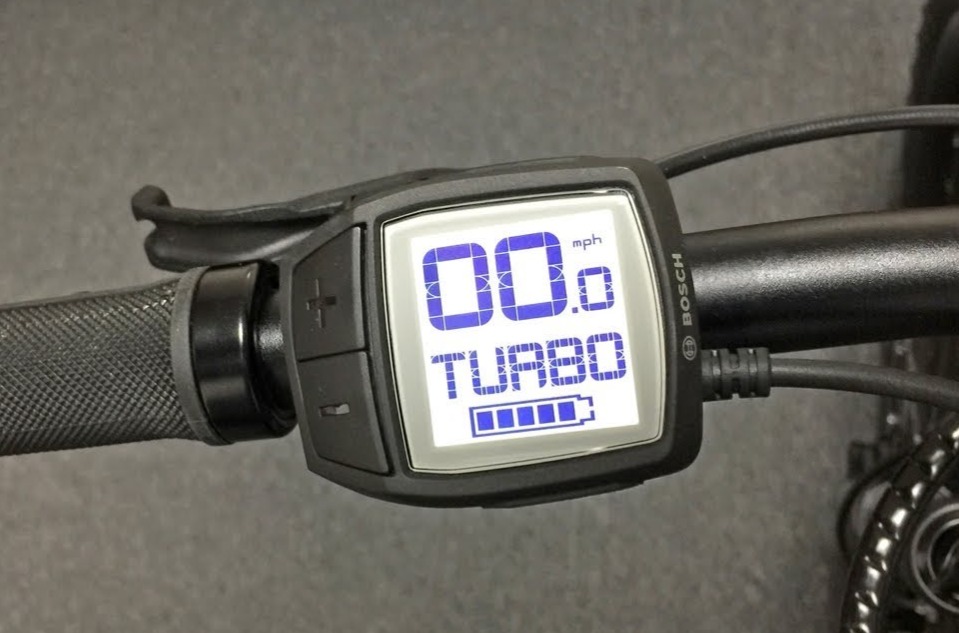 00.0 mph
TURBO
+
-
BOSCH